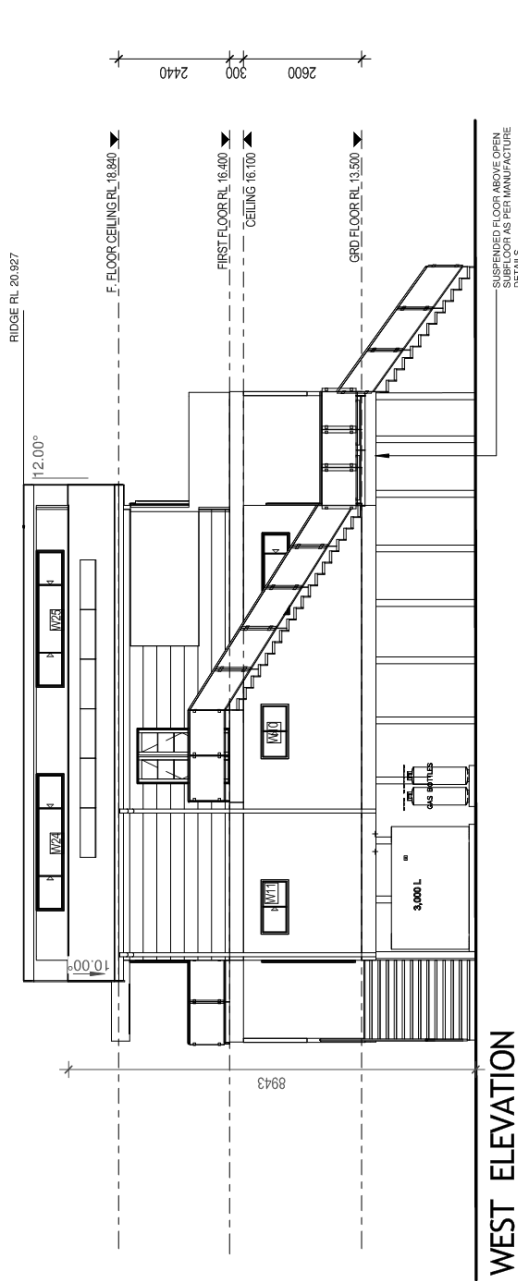 RIDGE RL 20.927
12.00°
10.00°
F. FLOOR CEILING RL 18.840
2440
W24
W25
FIRST FLOOR RL 16.400
300
CEILING 16.100
W11
W10
2600
GRD FLOOR RL 13.500
8943
3,000 L
GAS BOTTLES
SUSPENDED FLOOR ABOVE OPEN
SUBFLOOR AS PER MANUFACTURE
DETAILS
WEST ELEVATION